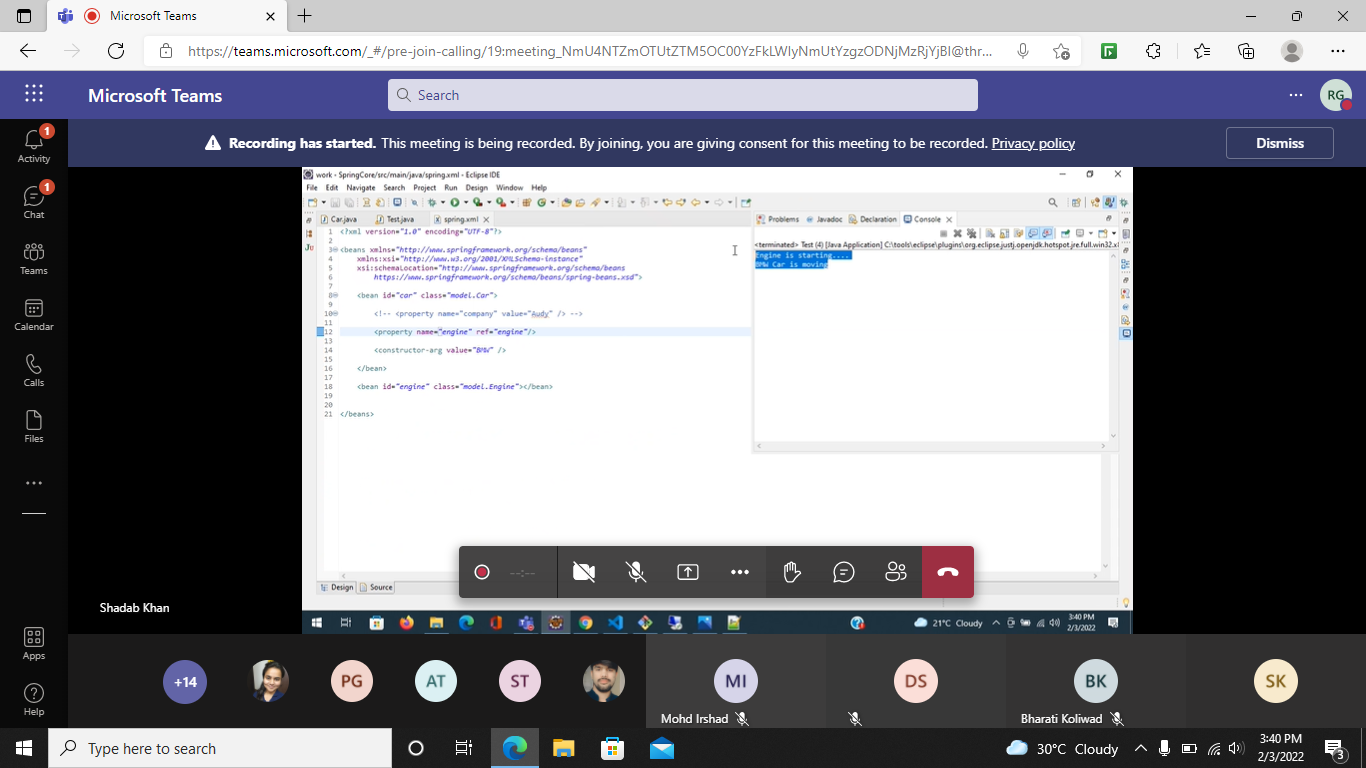 Microsoft Teams
https://teams.microsoft.com/_#/pre-join-calling/19:meeting_NmU4NTZmOTUtZTM5OC00YzFkLWIyNmUtYzgzODNjMzRjYjBl@thr...
Microsoft Teams
Search
RG
Recording has started. This meeting is being recorded. By joining, you are giving consent for this meeting to be recorded. Privacy policy
Dismiss
1
Activity
1
Chat
Teams
Calendar
Calls
Files
Apps
Help
work - SpringCore/src/main/java/spring.xml - Eclipse IDE
File Edit Navigate Search Project Run Design Window Help
Car.java Test.java spring.xml
1 <?xml version="1.0" encoding="UTF-8"?>
2
3 <beans xmlns="http://www.springframework.org/schema/beans"
4 xmlns:xsi="http://www.w3.org/2001/XMLSchema-instance"
5 xsi:schemaLocation="http://www.springframework.org/schema/beans
6 https://www.springframework.org/schema/beans/spring-beans.xsd">
7
8 <bean id="car" class="model.Car">
9
10 <!-- <property name="company" value="Audy" /> -->
11
12 <property name="engine" ref="engine"/>
13
14 <constructor-arg value="BMW" />
15
16 </bean>
17
18 <bean id="engine" class="model.Engine"></bean>
19
20
21 </beans>
Problems Javadoc Declaration Console
<terminated> Test (4) [Java Application] C:\tools\eclipse\plugins\org.eclipse.justj.openjdk.hotspot.jre.full.win32.x
Engine is starting....
BMW Car is moving
Design Source
--:--
Shadab Khan
21°C Cloudy
3:40 PM
2/3/2022
+14
PG
AT
ST
MI
Mohd Irshad
DS
BK
Bharati Koliwad
SK
Type here to search
30°C Cloudy
3:40 PM
2/3/2022
3